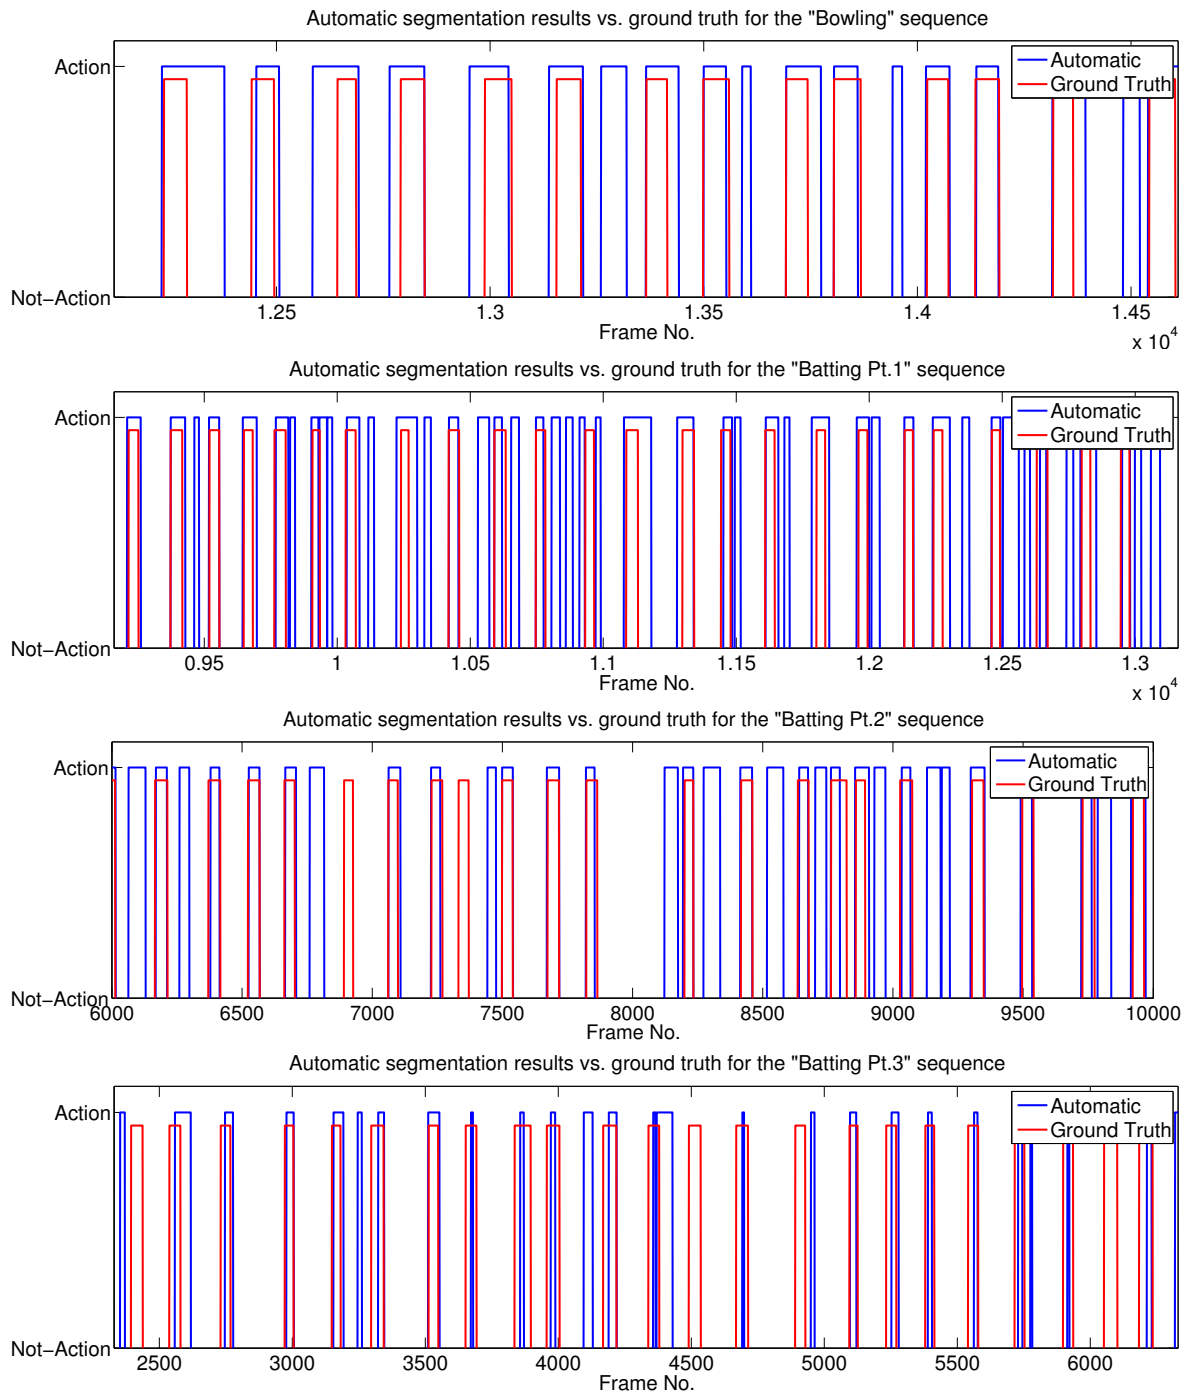 Automatic segmentation results vs. ground truth for the "Bowling" sequence
Action
Automatic
Ground Truth
Not−Action
1.25 1.3 1.35 1.4 1.45
Frame No.
x 10^4
Automatic segmentation results vs. ground truth for the "Batting Pt.1" sequence
Action
Automatic
Ground Truth
Not−Action
0.95 1 1.05 1.1 1.15 1.2 1.25 1.3
Frame No.
x 10^4
Automatic segmentation results vs. ground truth for the "Batting Pt.2" sequence
Action
Automatic
Ground Truth
Not−Action
6000 6500 7000 7500 8000 8500 9000 9500 10000
Frame No.
Automatic segmentation results vs. ground truth for the "Batting Pt.3" sequence
Action
Automatic
Ground Truth
Not−Action
2500 3000 3500 4000 4500 5000 5500 6000
Frame No.